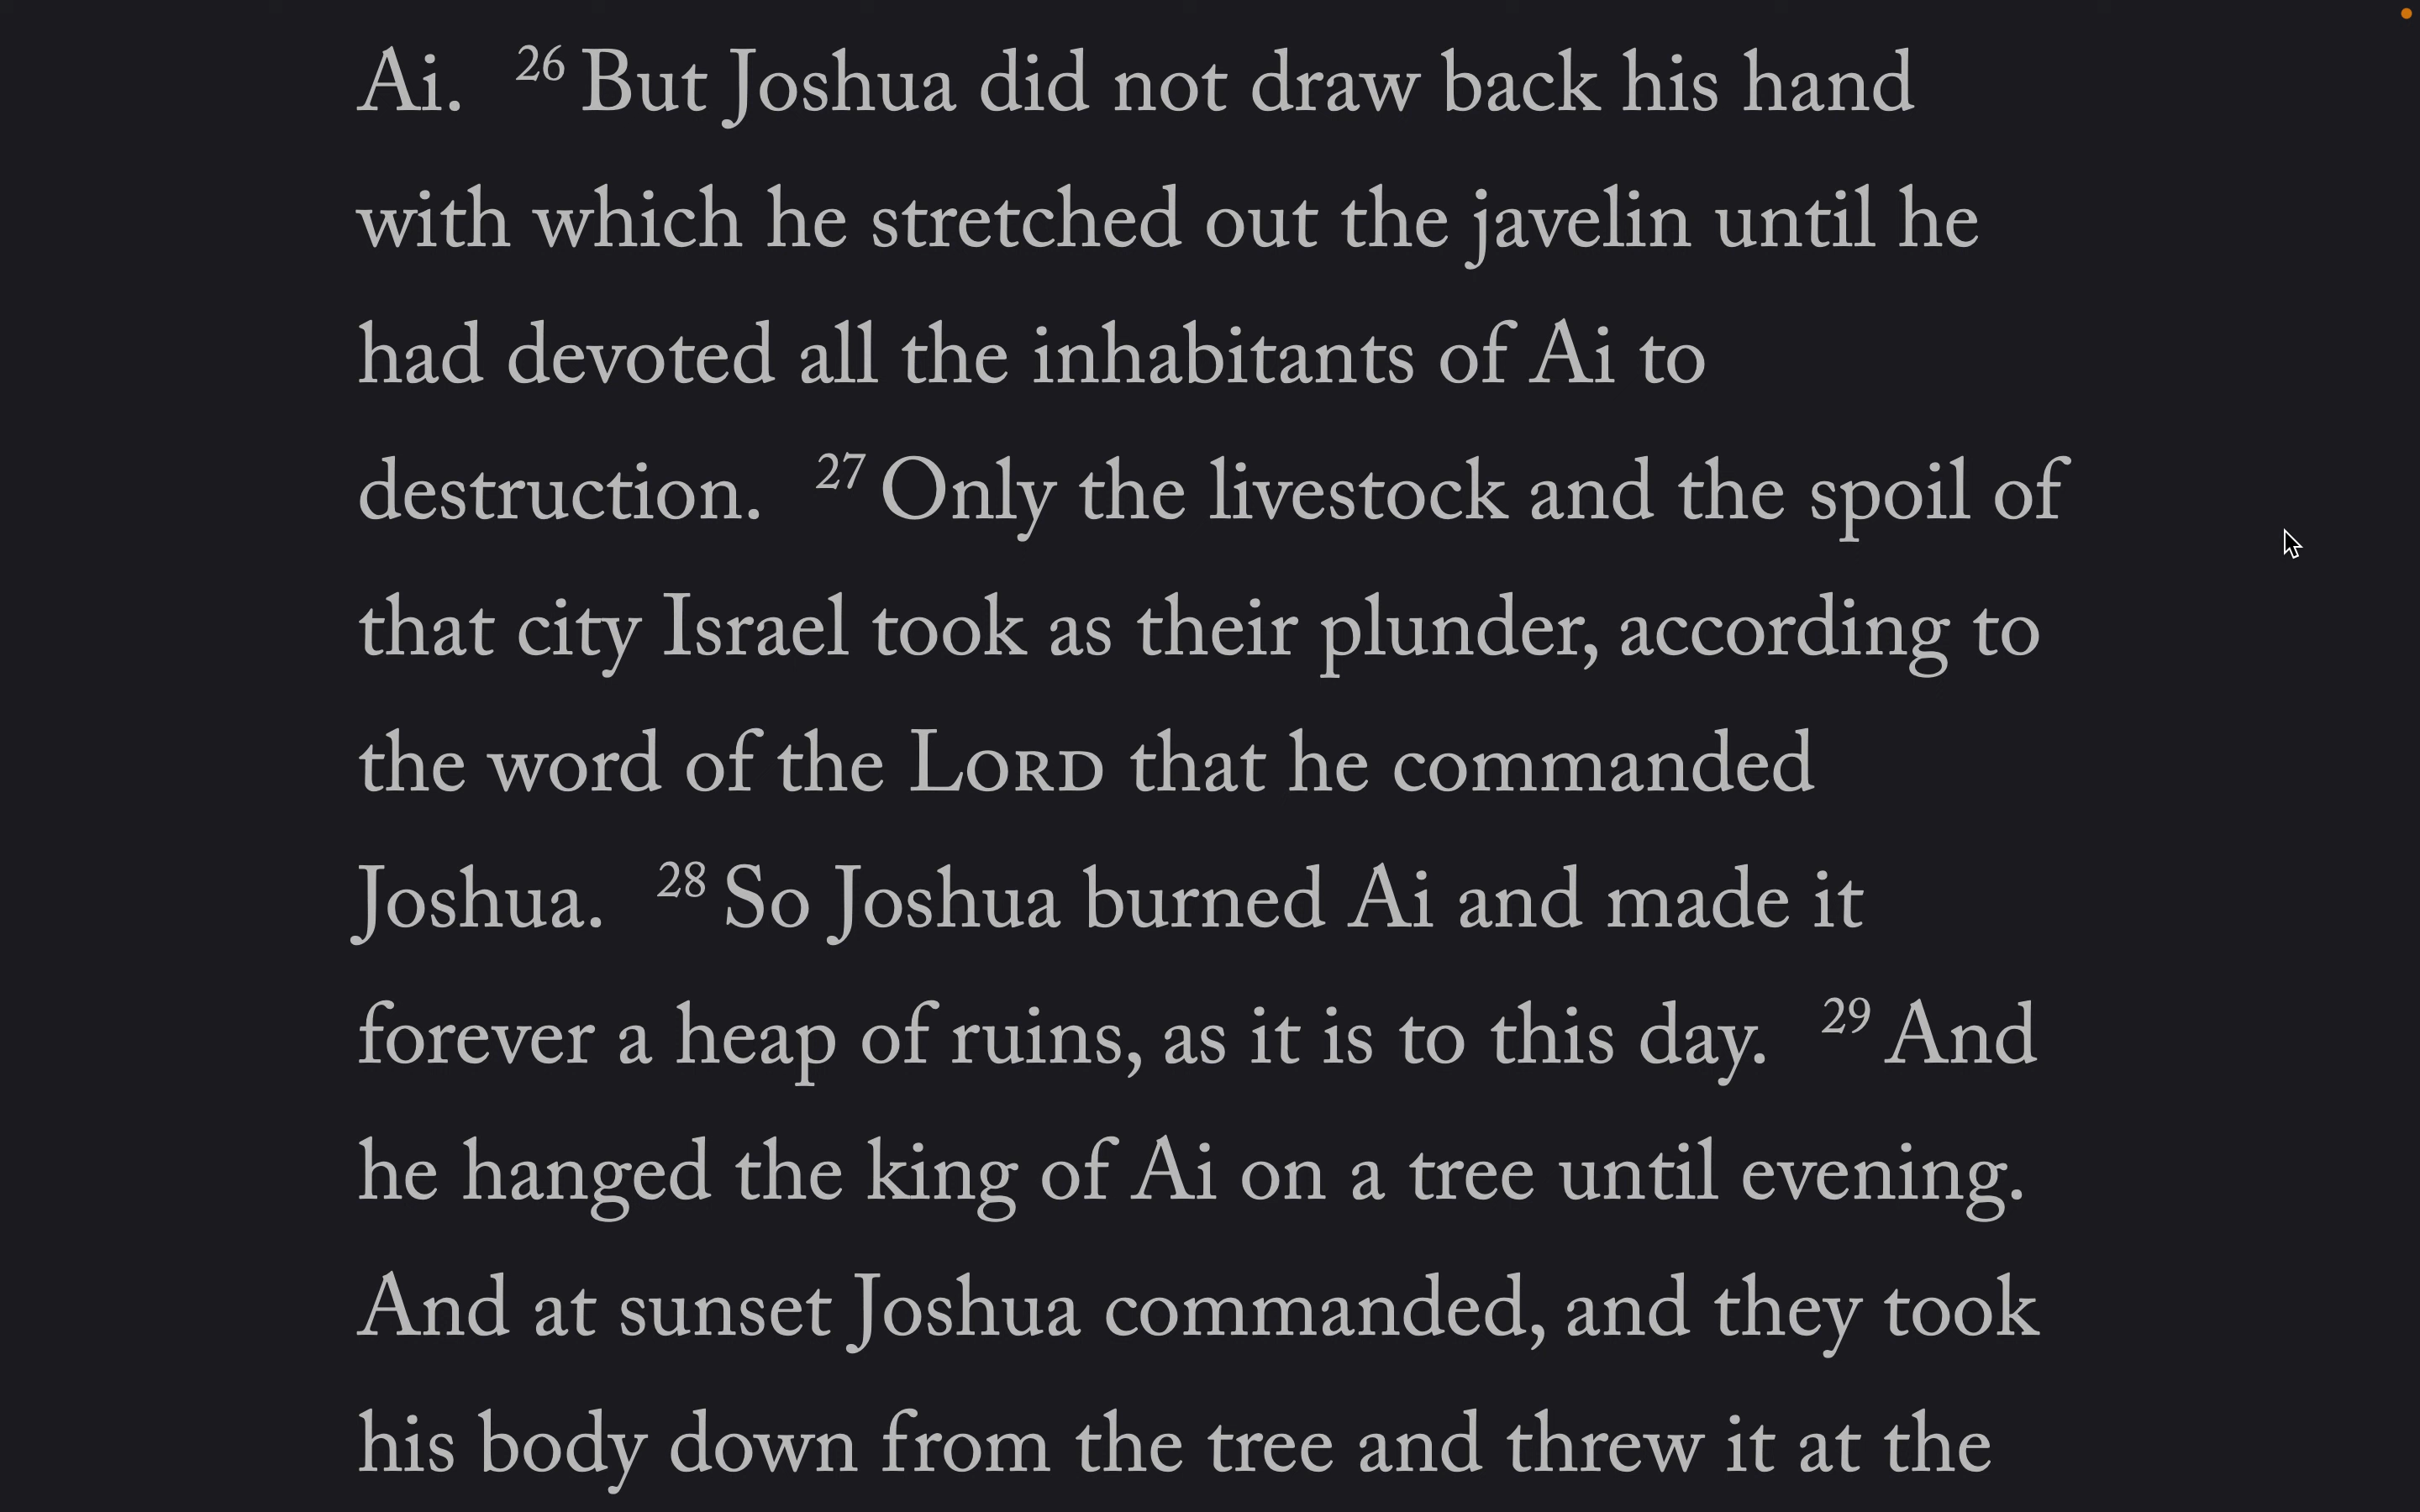 Ai. 26 But Joshua did not draw back his hand
with which he stretched out the javelin until he
had devoted all the inhabitants of Ai to
destruction. 27 Only the livestock and the spoil of
that city Israel took as their plunder, according to
the word of the LORD that he commanded
Joshua. 28 So Joshua burned Ai and made it
forever a heap of ruins, as it is to this day. 29 And
he hanged the king of Ai on a tree until evening.
And at sunset Joshua commanded, and they took
his body down from the tree and threw it at the